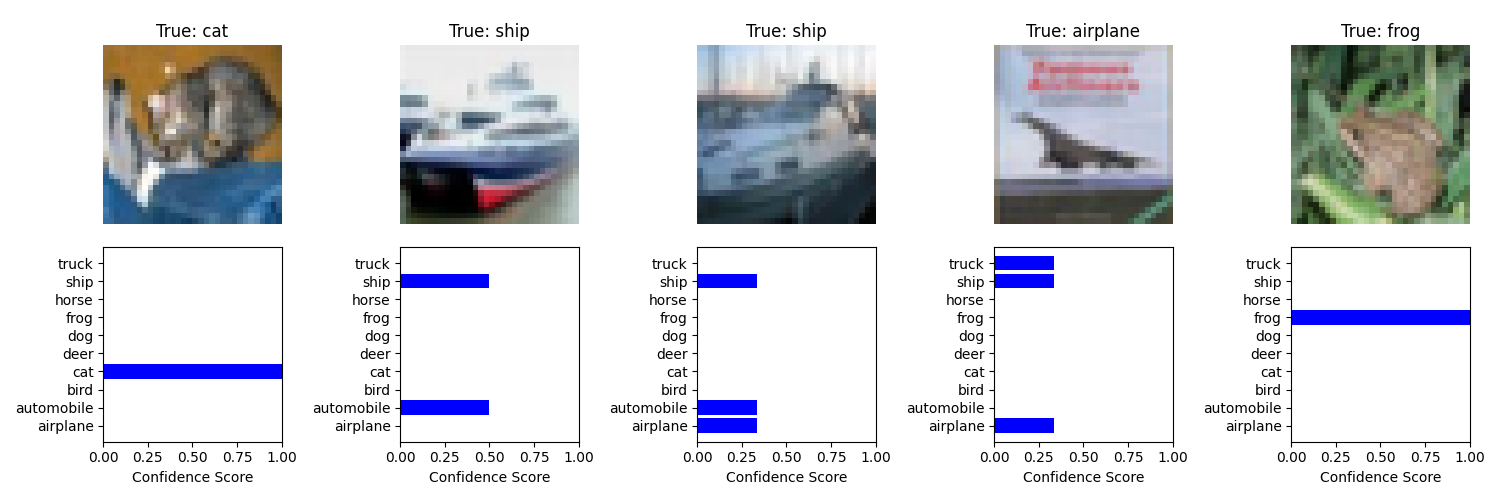 True: cat
True: ship
True: ship
True: airplane
True: frog
truck
ship
horse
frog
dog
deer
cat
bird
automobile
airplane
0.00 0.25 0.50 0.75 1.00
Confidence Score
truck
ship
horse
frog
dog
deer
cat
bird
automobile
airplane
0.00 0.25 0.50 0.75 1.00
Confidence Score
truck
ship
horse
frog
dog
deer
cat
bird
automobile
airplane
0.00 0.25 0.50 0.75 1.00
Confidence Score
truck
ship
horse
frog
dog
deer
cat
bird
automobile
airplane
0.00 0.25 0.50 0.75 1.00
Confidence Score
truck
ship
horse
frog
dog
deer
cat
bird
automobile
airplane
0.00 0.25 0.50 0.75 1.00
Confidence Score